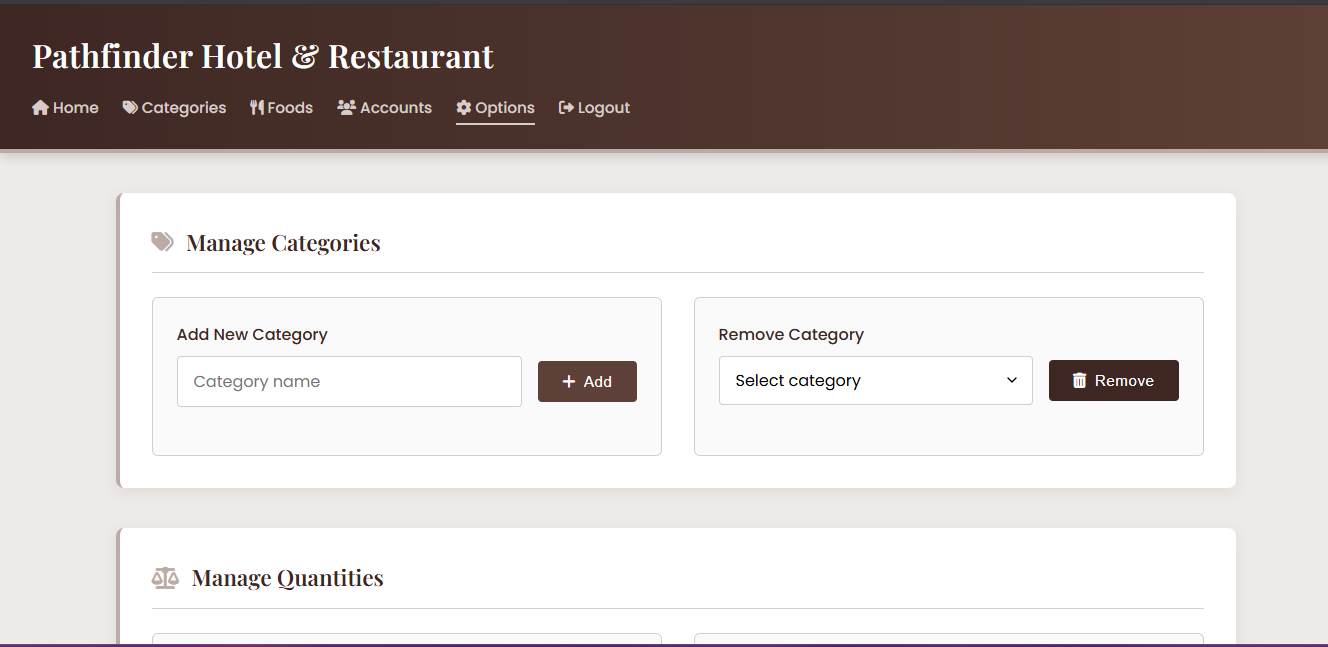 Pathfinder Hotel & Restaurant
Home Categories Foods Accounts Options Logout
Manage Categories
Add New Category
Category name
Add
Remove Category
Select category
Remove
Manage Quantities